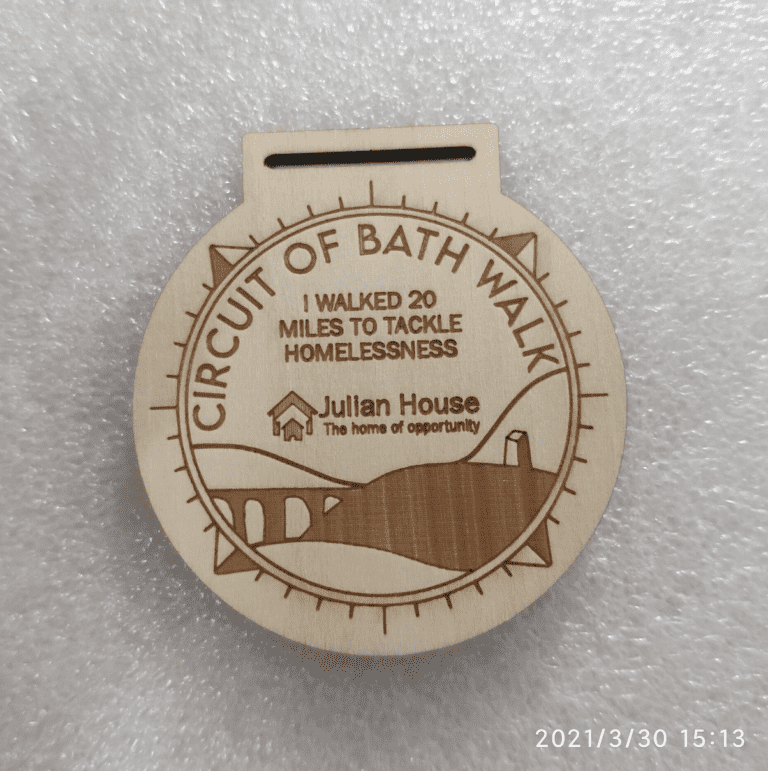 CIRCUIT OF BATH WALK
I WALKED 20
MILES TO TACKLE
HOMELESSNESS
Julian House
The home of opportunity
2021/3/30 15:13